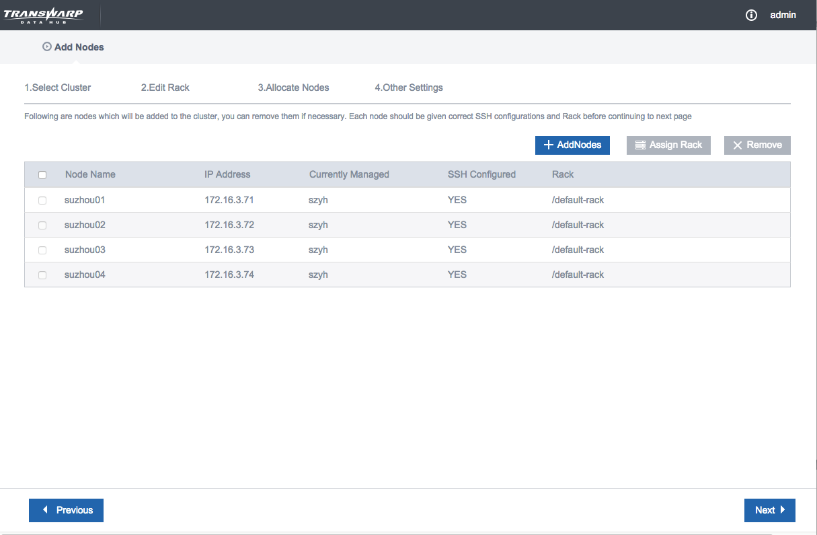 TRANSWARP
DATA HUB
admin
Add Nodes
1.Select Cluster 2.Edit Rack 3.Allocate Nodes 4.Other Settings
Following are nodes which will be added to the cluster, you can remove them if necessary. Each node should be given correct SSH configurations and Rack before continuing to next page
AddNodes Assign Rack Remove
Node Name IP Address Currently Managed SSH Configured Rack
suzhou01 172.16.3.71 szyh YES /default-rack
suzhou02 172.16.3.72 szyh YES /default-rack
suzhou03 172.16.3.73 szyh YES /default-rack
suzhou04 172.16.3.74 szyh YES /default-rack
Previous Next